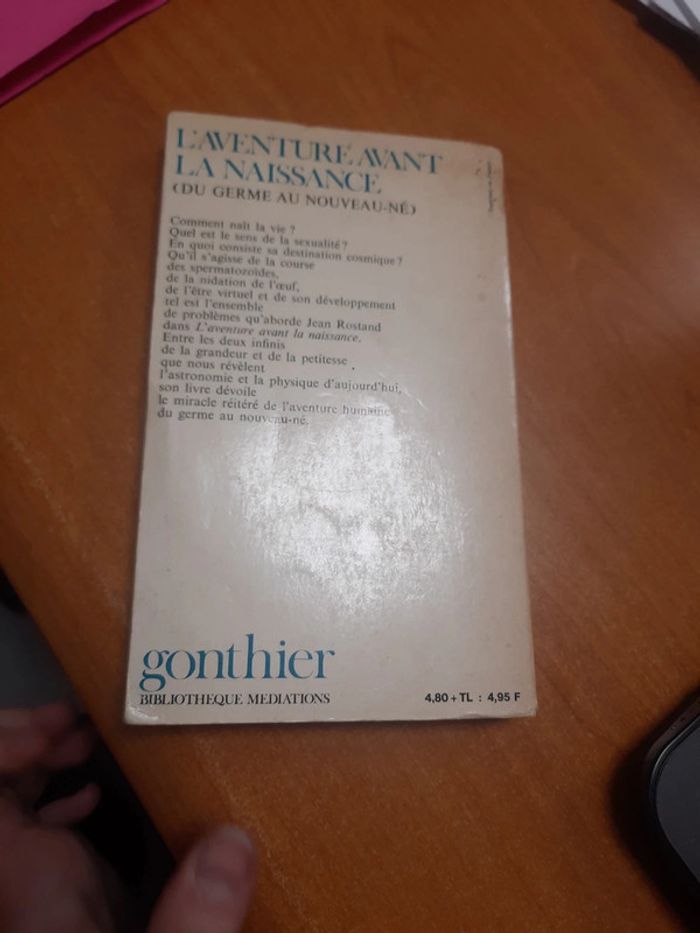 L'AVENTURE AVANT
LA NAISSANCE
(DU GERME AU NOUVEAU-NÉ)
Comment naît la vie ?
Quel est le sens de la sexualité ?
En quoi consiste sa destination cosmique ?
Qu'il s'agisse de la course
des spermatozoïdes,
de la nidation de l'œuf,
de l'être virtuel et de son développement
tel est l'ensemble
de problèmes qu'aborde Jean Rostand
dans L'aventure avant la naissance.
Entre les deux infinis
de la grandeur et de la petitesse
que nous révèlent
l'astronomie et la physique d'aujourd'hui,
son livre dévoile
le miracle réitéré de l'aventure humaine
du germe au nouveau-né.
gonthier
BIBLIOTHEQUE MEDIATIONS
4,80 + TL : 4,95 F